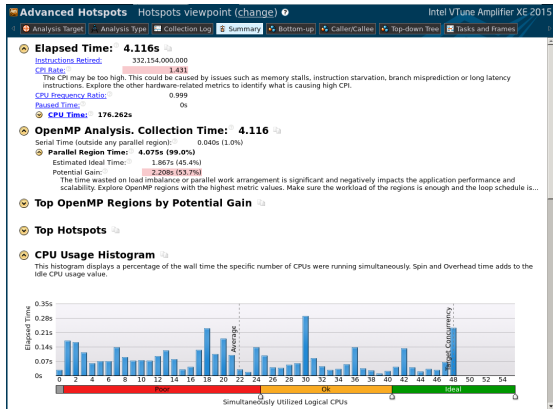 Advanced Hotspots Hotspots viewpoint (change) ? Intel VTune Amplifier XE 2015
Analysis Target Analysis Type Collection Log Summary Bottom-up Caller/Callee Top-down Tree Tasks and Frames
Elapsed Time: 4.116s
Instructions Retired: 332,154,000,000
CPI Rate: 1.431
The CPI may be too high. This could be caused by issues such as memory stalls, instruction starvation, branch misprediction or long latency
instructions. Explore the other hardware-related metrics to identify what is causing high CPI.
CPU Frequency Ratio: 0.999
Paused Time: 0s
CPU Time: 176.262s
OpenMP Analysis. Collection Time: 4.116
Serial Time (outside any parallel region): 0.040s (1.0%)
Parallel Region Time: 4.075s (99.0%)
Estimated Ideal Time: 1.867s (45.4%)
Potential Gain: 2.208s (53.7%)
The time wasted on load imbalance or parallel work arrangement is significant and negatively impacts the application performance and
scalability. Explore OpenMP regions with the highest metric values. Make sure the workload of the regions is enough and the loop schedule is...
Top OpenMP Regions by Potential Gain
Top Hotspots
CPU Usage Histogram
This histogram displays a percentage of the wall time the specific number of CPUs were running simultaneously. Spin and Overhead time adds to the
Idle CPU usage value.
Elapsed Time
0.35s
0.28s
0.21s
0.14s
0.07s
0s
Average
Target Concurrency
0 2 4 6 8 10 12 14 16 18 20 22 24 26 28 30 32 34 36 38 40 42 44 46 48 50 52 54
Poor Ok Ideal
Simultaneously Utilized Logical CPUs